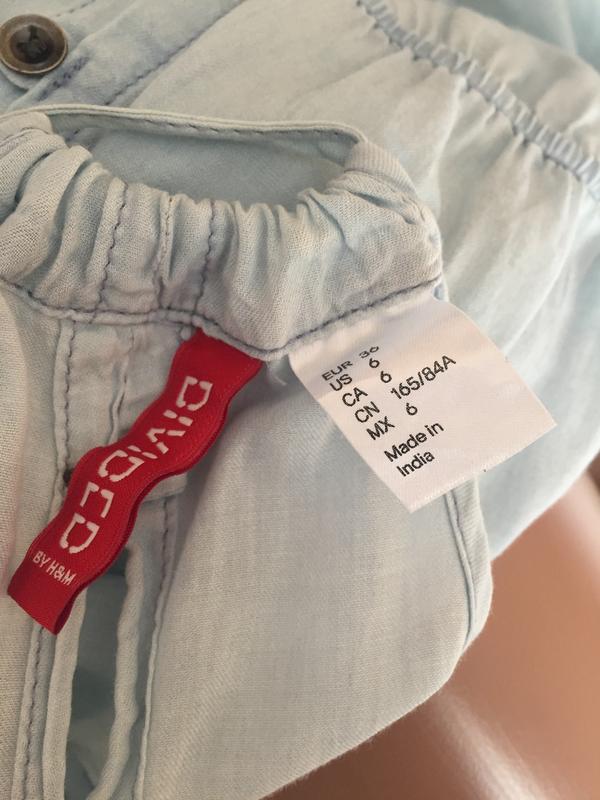 DIVIDED
BY H&M
EUR 36
US 6
CA 6
CN 165/84A
MX 6
Made in
India